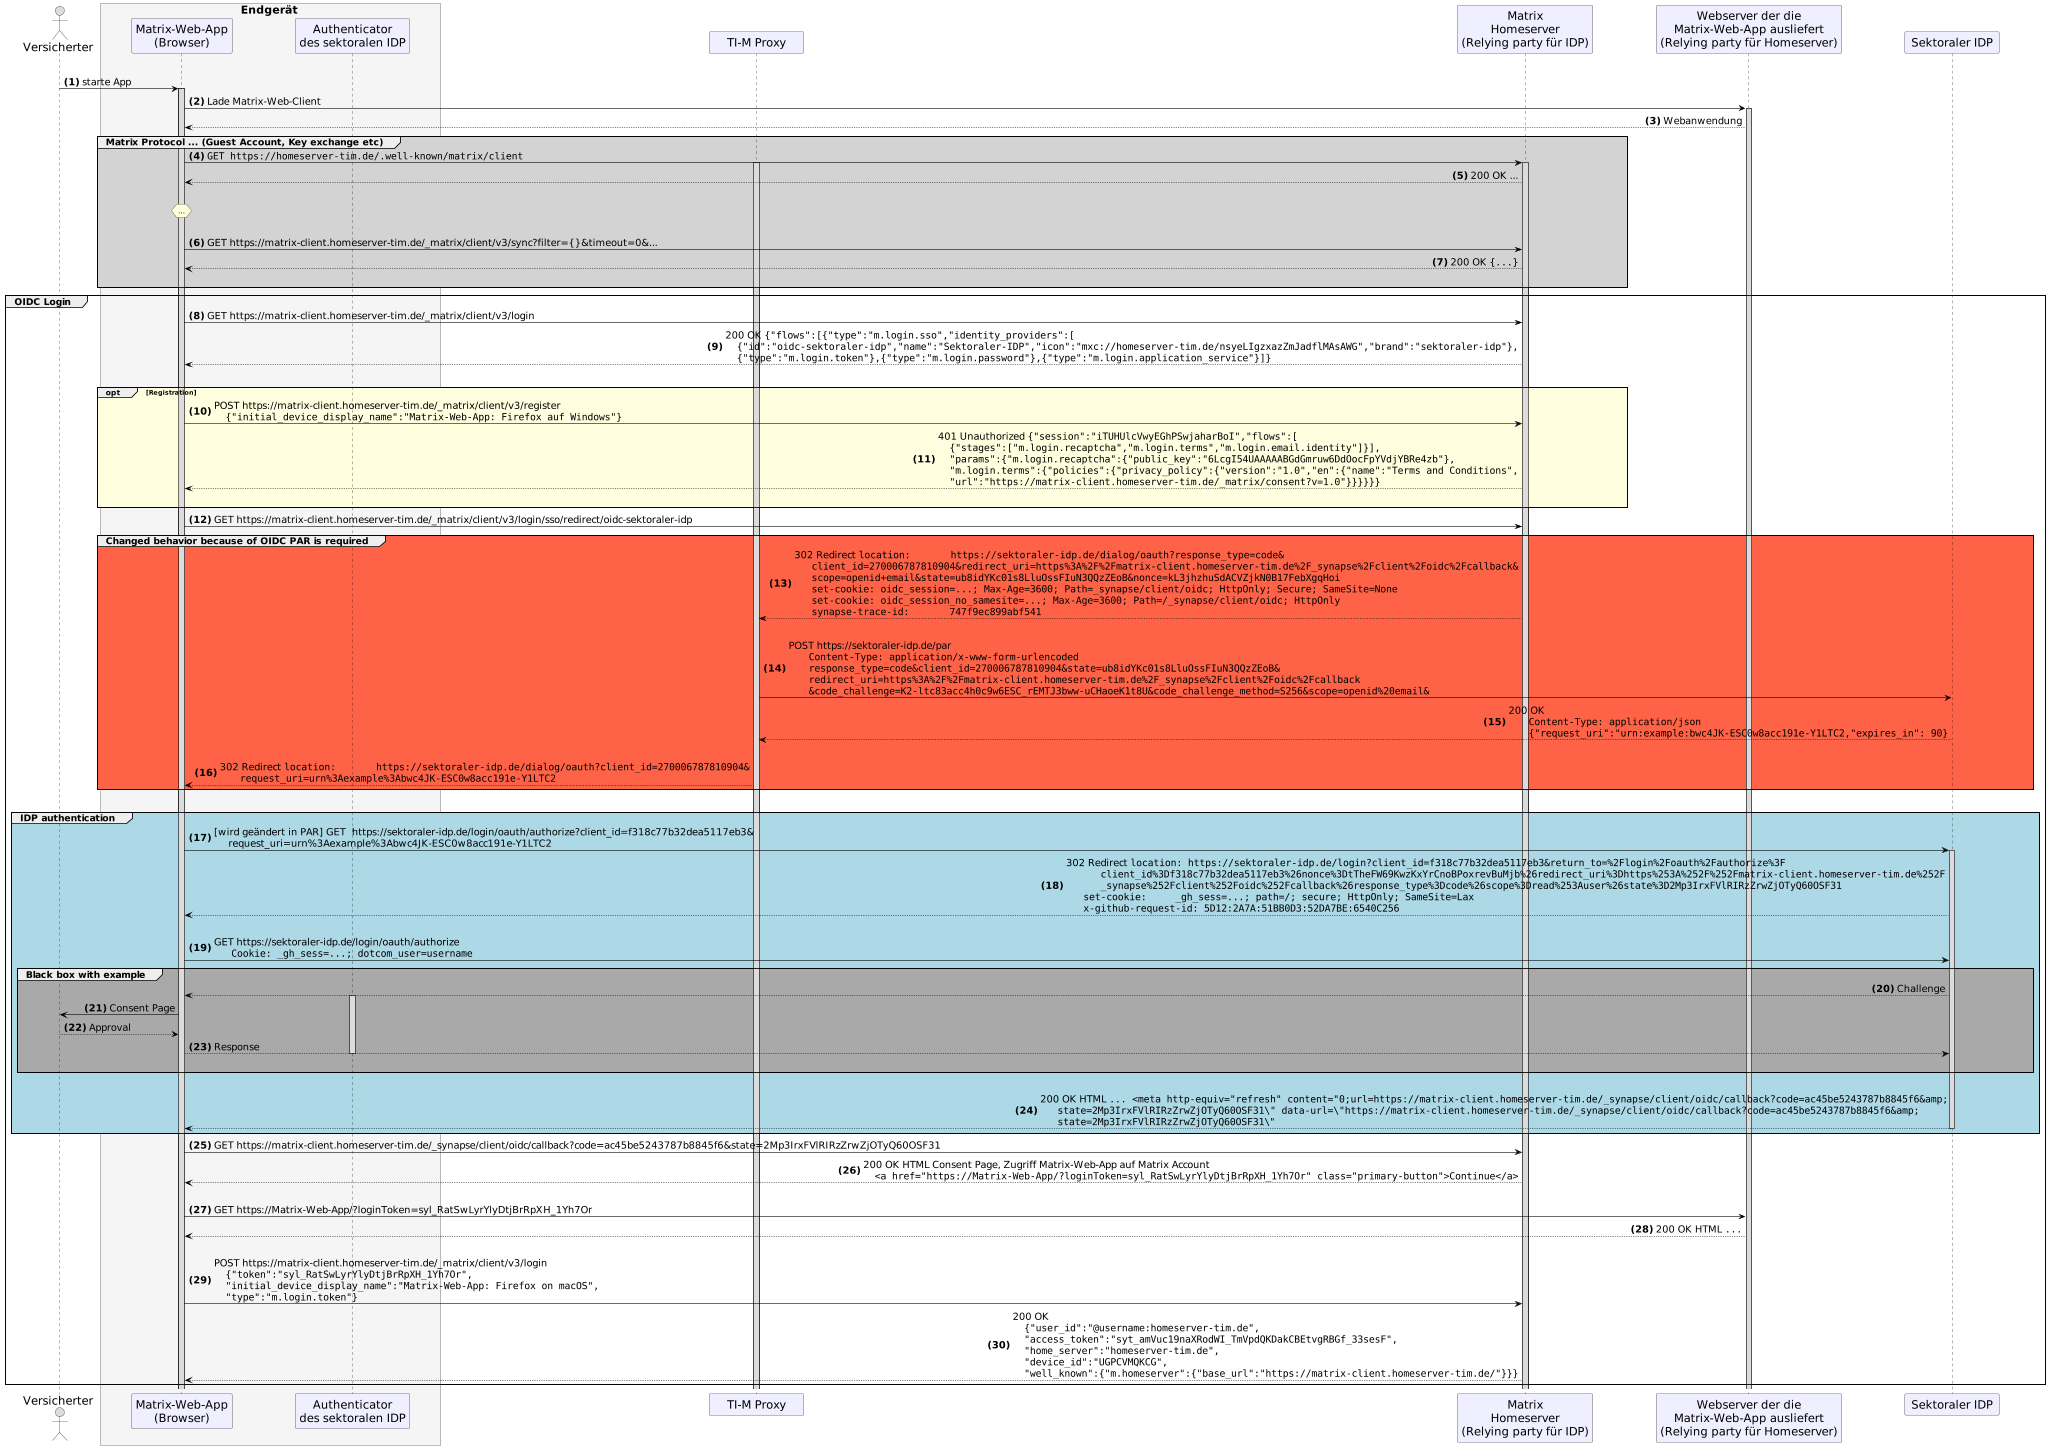 Endgerät
Versicherter
Matrix-Web-App
(Browser)
Authenticator
des sektoralen IDP
TI-M Proxy
Matrix
Homeserver
(Relying party für IDP)
Webserver der die
Matrix-Web-App ausliefert
(Relying party für Homeserver)
Sektoraler IDP
(1) starte App
(2) Lade Matrix-Web-Client
(3) Webanwendung
Matrix Protocol ... (Guest Account, Key exchange etc)
(4) GET https://homeserver-tim.de/.well-known/matrix/client
(5) 200 OK ...
...
(6) GET https://matrix-client.homeserver-tim.de/_matrix/client/v3/sync?filter={}&timeout=0&...
(7) 200 OK {...}
OIDC Login
(8) GET https://matrix-client.homeserver-tim.de/_matrix/client/v3/login
200 OK {"flows":[{"type":"m.login.sso","identity_providers":[
(9) {"id":"oidc-sektoraler-idp","name":"Sektoraler-IDP","icon":"mxc://homeserver-tim.de/nsyeLIgzxazZmJadflMAsAWG","brand":"sektoraler-idp"},
{"type":"m.login.token"},{"type":"m.login.password"},{"type":"m.login.application_service"}]}
opt [Registration]
POST https://matrix-client.homeserver-tim.de/_matrix/client/v3/register
(10) {"initial_device_display_name":"Matrix-Web-App: Firefox auf Windows"}
401 Unauthorized {"session":"iTUHUlcVwyEGhPSwjaharBoI","flows":[
{"stages":["m.login.recaptcha","m.login.terms","m.login.email.identity"]}],
(11) "params":{"m.login.recaptcha":{"public_key":"6LcgI54UAAAAABGdGmruw6DdOocFpYVdjYBRe4zb"},
"m.login.terms":{"policies":{"privacy_policy":{"version":"1.0","en":{"name":"Terms and Conditions",
"url":"https://matrix-client.homeserver-tim.de/_matrix/consent?v=1.0"}}}}}}
(12) GET https://matrix-client.homeserver-tim.de/_matrix/client/v3/login/sso/redirect/oidc-sektoraler-idp
Changed behavior because of OIDC PAR is required
302 Redirect location: https://sektoraler-idp.de/dialog/oauth?response_type=code&
client_id=270006787810904&redirect_uri=https%3A%2F%2Fmatrix-client.homeserver-tim.de%2F_synapse%2Fclient%2Foidc%2Fcallback&
scope=openid+email&state=ub8idYKc01s8LluOssFIuN3QQzZEoB&nonce=kL3jhzhuSdACVZjkN0B17FebXgqHoi
(13) set-cookie: oidc_session=...; Max-Age=3600; Path=_synapse/client/oidc; HttpOnly; Secure; SameSite=None
set-cookie: oidc_session_no_samesite=...; Max-Age=3600; Path=/_synapse/client/oidc; HttpOnly
synapse-trace-id: 747f9ec899abf541
POST https://sektoraler-idp.de/par
Content-Type: application/x-www-form-urlencoded
(14) response_type=code&client_id=270006787810904&state=ub8idYKc01s8LluOssFIuN3QQzZEoB&
redirect_uri=https%3A%2F%2Fmatrix-client.homeserver-tim.de%2F_synapse%2Fclient%2Foidc%2Fcallback
&code_challenge=K2-ltc83acc4h0c9w6ESC_rEMTJ3bww-uCHaoeK1t8U&code_challenge_method=S256&scope=openid%20email&
200 OK
(15) Content-Type: application/json
{"request_uri":"urn:example:bwc4JK-ESC0w8acc191e-Y1LTC2,"expires_in": 90}
(16) 302 Redirect location: https://sektoraler-idp.de/dialog/oauth?client_id=270006787810904&
request_uri=urn%3Aexample%3Abwc4JK-ESC0w8acc191e-Y1LTC2
IDP authentication
(17) [wird geändert in PAR] GET https://sektoraler-idp.de/login/oauth/authorize?client_id=f318c77b32dea5117eb3&
request_uri=urn%3Aexample%3Abwc4JK-ESC0w8acc191e-Y1LTC2
302 Redirect location: https://sektoraler-idp.de/login?client_id=f318c77b32dea5117eb3&return_to=%2Flogin%2Foauth%2Fauthorize%3F
client_id%3Df318c77b32dea5117eb3%26nonce%3DtTheFW69KwzKxYrCnoBPoxrevBuMjb%26redirect_uri%3Dhttps%253A%252F%252Fmatrix-client.homeserver-tim.de%252F
(18) _synapse%252Fclient%252Foidc%252Fcallback%26response_type%3Dcode%26scope%3Dread%253Auser%26state%3D2Mp3IrxFVlRIRzZrwZjOTyQ60OSF31
set-cookie: _gh_sess=...; path=/; secure; HttpOnly; SameSite=Lax
x-github-request-id: 5D12:2A7A:51BB0D3:52DA7BE:6540C256
(19) GET https://sektoraler-idp.de/login/oauth/authorize
Cookie: _gh_sess=...; dotcom_user=username
Black box with example
(20) Challenge
(21) Consent Page
(22) Approval
(23) Response
200 OK HTML ... <meta http-equiv="refresh" content="0;url=https://matrix-client.homeserver-tim.de/_synapse/client/oidc/callback?code=ac45be5243787b8845f6&amp;
(24) state=2Mp3IrxFVlRIRzZrwZjOTyQ60OSF31\" data-url=\"https://matrix-client.homeserver-tim.de/_synapse/client/oidc/callback?code=ac45be5243787b8845f6&amp;
state=2Mp3IrxFVlRIRzZrwZjOTyQ60OSF31\"
(25) GET https://matrix-client.homeserver-tim.de/_synapse/client/oidc/callback?code=ac45be5243787b8845f6&state=2Mp3IrxFVlRIRzZrwZjOTyQ60OSF31
(26) 200 OK HTML Consent Page, Zugriff Matrix-Web-App auf Matrix Account
<a href="https://Matrix-Web-App/?loginToken=syl_RatSwLyrYlyDtjBrRpXH_1Yh7Or" class="primary-button">Continue</a>
(27) GET https://Matrix-Web-App/?loginToken=syl_RatSwLyrYlyDtjBrRpXH_1Yh7Or
(28) 200 OK HTML ...
POST https://matrix-client.homeserver-tim.de/_matrix/client/v3/login
(29) {"token":"syl_RatSwLyrYlyDtjBrRpXH_1Yh7Or",
"initial_device_display_name":"Matrix-Web-App: Firefox on macOS",
"type":"m.login.token"}
200 OK
{"user_id":"@username:homeserver-tim.de",
"access_token":"syt_amVuc19naXRodWI_TmVpdQKDakCBEtvgRBGf_33sesF",
(30) "home_server":"homeserver-tim.de",
"device_id":"UGPCVMQKCG",
"well_known":{"m.homeserver":{"base_url":"https://matrix-client.homeserver-tim.de/"}}}
Versicherter
Matrix-Web-App
(Browser)
Authenticator
des sektoralen IDP
TI-M Proxy
Matrix
Homeserver
(Relying party für IDP)
Webserver der die
Matrix-Web-App ausliefert
(Relying party für Homeserver)
Sektoraler IDP